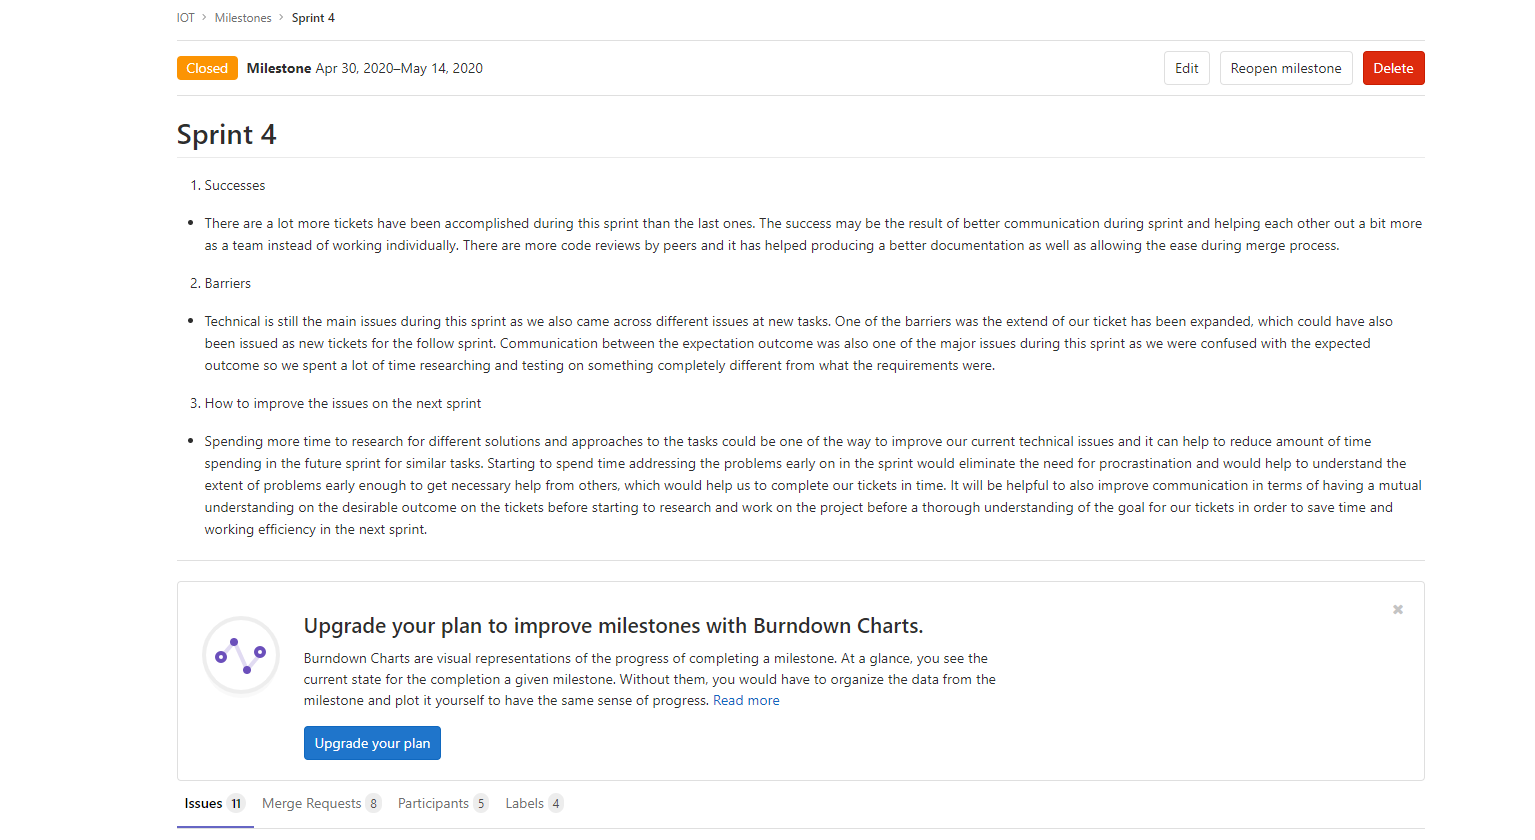 IOT > Milestones > Sprint 4
Closed Milestone Apr 30, 2020–May 14, 2020 Edit Reopen milestone Delete
Sprint 4
1. Successes
• There are a lot more tickets have been accomplished during this sprint than the last ones. The success may be the result of better communication during sprint and helping each other out a bit more
as a team instead of working individually. There are more code reviews by peers and it has helped producing a better documentation as well as allowing the ease during merge process.
2. Barriers
• Technical is still the main issues during this sprint as we also came across different issues at new tasks. One of the barriers was the extend of our ticket has been expanded, which could have also
been issued as new tickets for the follow sprint. Communication between the expectation outcome was also one of the major issues during this sprint as we were confused with the expected
outcome so we spent a lot of time researching and testing on something completely different from what the requirements were.
3. How to improve the issues on the next sprint
• Spending more time to research for different solutions and approaches to the tasks could be one of the way to improve our current technical issues and it can help to reduce amount of time
spending in the future sprint for similar tasks. Starting to spend time addressing the problems early on in the sprint would eliminate the need for procrastination and would help to understand the
extent of problems early enough to get necessary help from others, which would help us to complete our tickets in time. It will be helpful to also improve communication in terms of having a mutual
understanding on the desirable outcome on the tickets before starting to research and work on the project before a thorough understanding of the goal for our tickets in order to save time and
working efficiency in the next sprint.
Upgrade your plan to improve milestones with Burndown Charts.
Burndown Charts are visual representations of the progress of completing a milestone. At a glance, you see the
current state for the completion a given milestone. Without them, you would have to organize the data from the
milestone and plot it yourself to have the same sense of progress. Read more
Upgrade your plan
Issues 11 Merge Requests 8 Participants 5 Labels 4